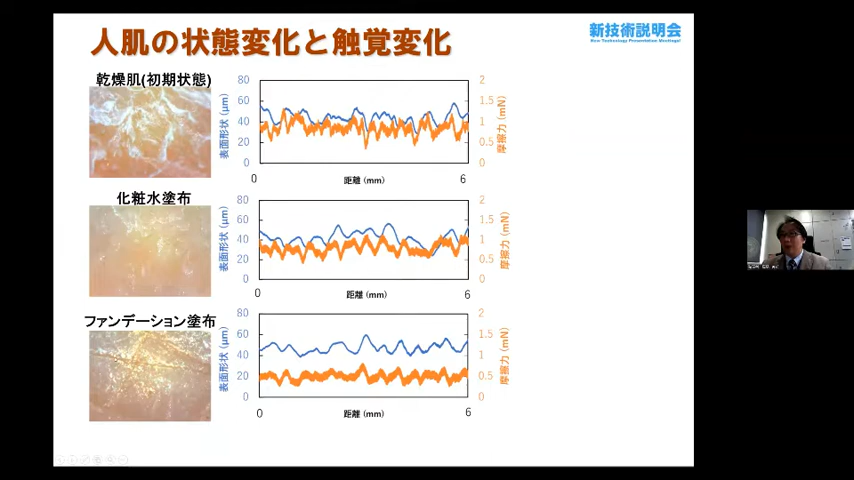 人肌の状態変化と触覚変化
新技術説明会
New Technology Presentation Meetings!
乾燥肌(初期状態)
80
60
40
20
0
表面形状 (μm)
2
1.5
1
0.5
0
摩擦力 (mN)
0
距離 (mm)
6
化粧水塗布
80
60
40
20
0
表面形状 (μm)
2
1.5
1
0.5
0
摩擦力 (mN)
0
距離 (mm)
6
ファンデーション塗布
80
60
40
20
0
表面形状 (μm)
2
1.5
1
0.5
0
摩擦力 (mN)
0
距離 (mm)
6